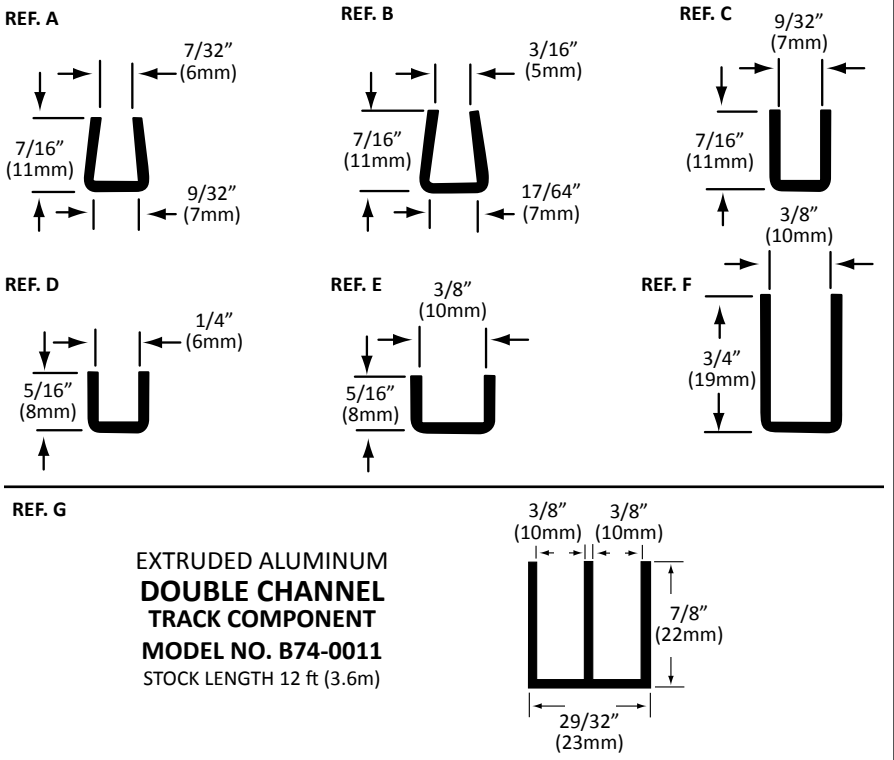 REF. A
7/32”
(6mm)
7/16”
(11mm)
9/32”
(7mm)
REF. B
3/16”
(5mm)
7/16”
(11mm)
17/64”
(7mm)
REF. C
9/32”
(7mm)
7/16”
(11mm)
REF. D
1/4”
(6mm)
5/16”
(8mm)
REF. E
3/8”
(10mm)
5/16”
(8mm)
REF. F
3/8”
(10mm)
3/4”
(19mm)
REF. G
EXTRUDED ALUMINUM
DOUBLE CHANNEL
TRACK COMPONENT
MODEL NO. B74-0011
STOCK LENGTH 12 ft (3.6m)
3/8” 3/8”
(10mm) (10mm)
7/8”
(22mm)
29/32”
(23mm)